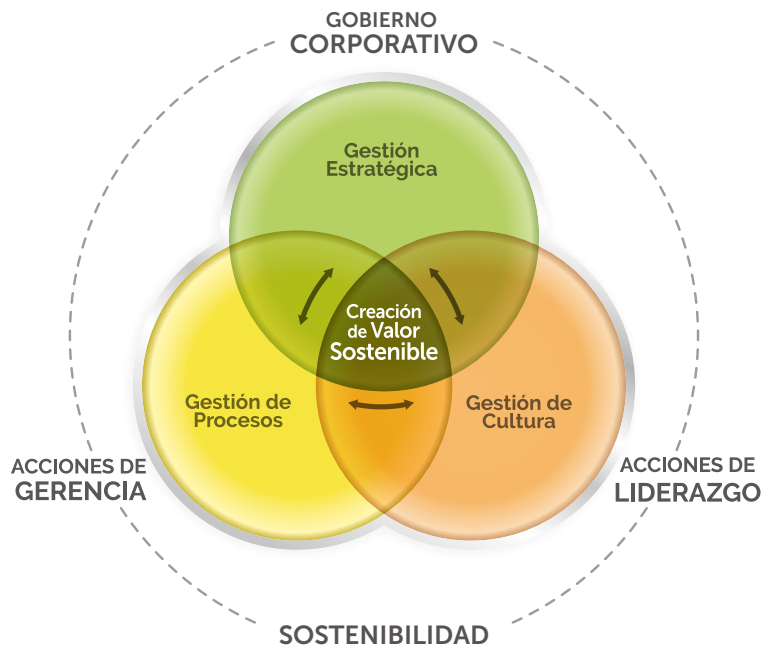 GOBIERNO
CORPORATIVO
Gestión
Estratégica
Creación
de Valor
Sostenible
Gestión de
Procesos
Gestión de
Cultura
ACCIONES DE
GERENCIA
ACCIONES DE
LIDERAZGO
SOSTENIBILIDAD